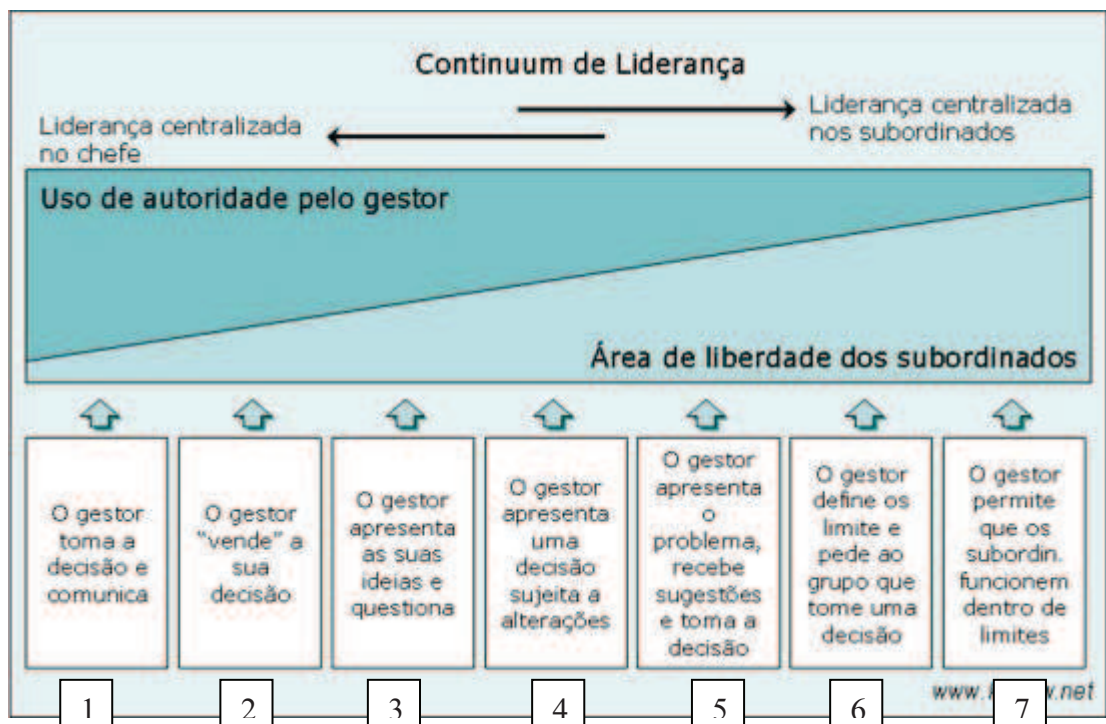 Continuum de Liderança
Liderança centralizada
no chefe
Liderança centralizada
nos subordinados
Uso de autoridade pelo gestor
Área de liberdade dos subordinados
O gestor
toma a
decisão e
comunica
O gestor
"vende" a
sua
decisão
O gestor
apresenta
as suas
ideias e
questiona
O gestor
apresenta
uma
decisão
sujeita a
alterações
O gestor
apresenta
o
problema,
recebe
sugestões
e toma a
decisão
O gestor
define os
limite e
pede ao
grupo que
tome uma
decisão
O gestor
permite
que os
subordin.
funcionem
dentro de
limites
1
2
3
4
5
6
7